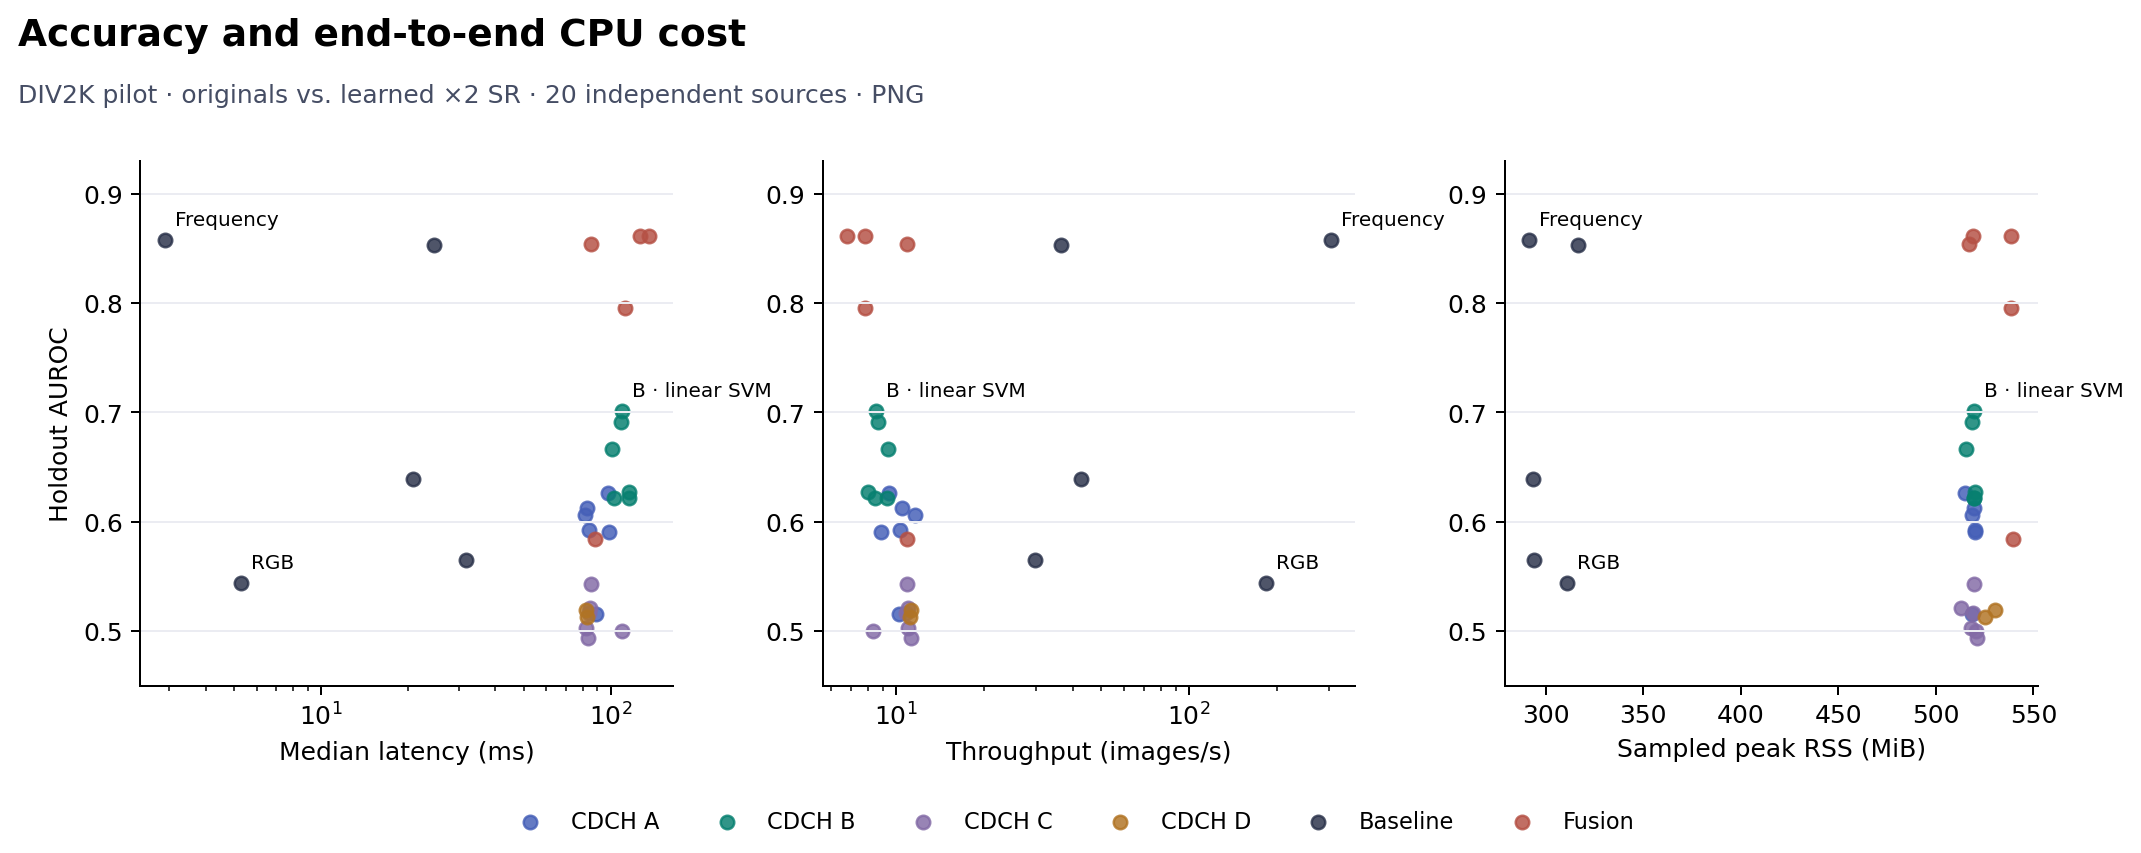 Accuracy and end-to-end CPU cost
DIV2K pilot · originals vs. learned ×2 SR · 20 independent sources · PNG
Holdout AUROC
0.9
0.8
0.7
0.6
0.5
Frequency
B · linear SVM
RGB
10¹
10²
Median latency (ms)
0.9
0.8
0.7
0.6
0.5
Frequency
B · linear SVM
RGB
10¹
10²
Throughput (images/s)
0.9
0.8
0.7
0.6
0.5
Frequency
B · linear SVM
RGB
300
350
400
450
500
550
Sampled peak RSS (MiB)
CDCH A
CDCH B
CDCH C
CDCH D
Baseline
Fusion